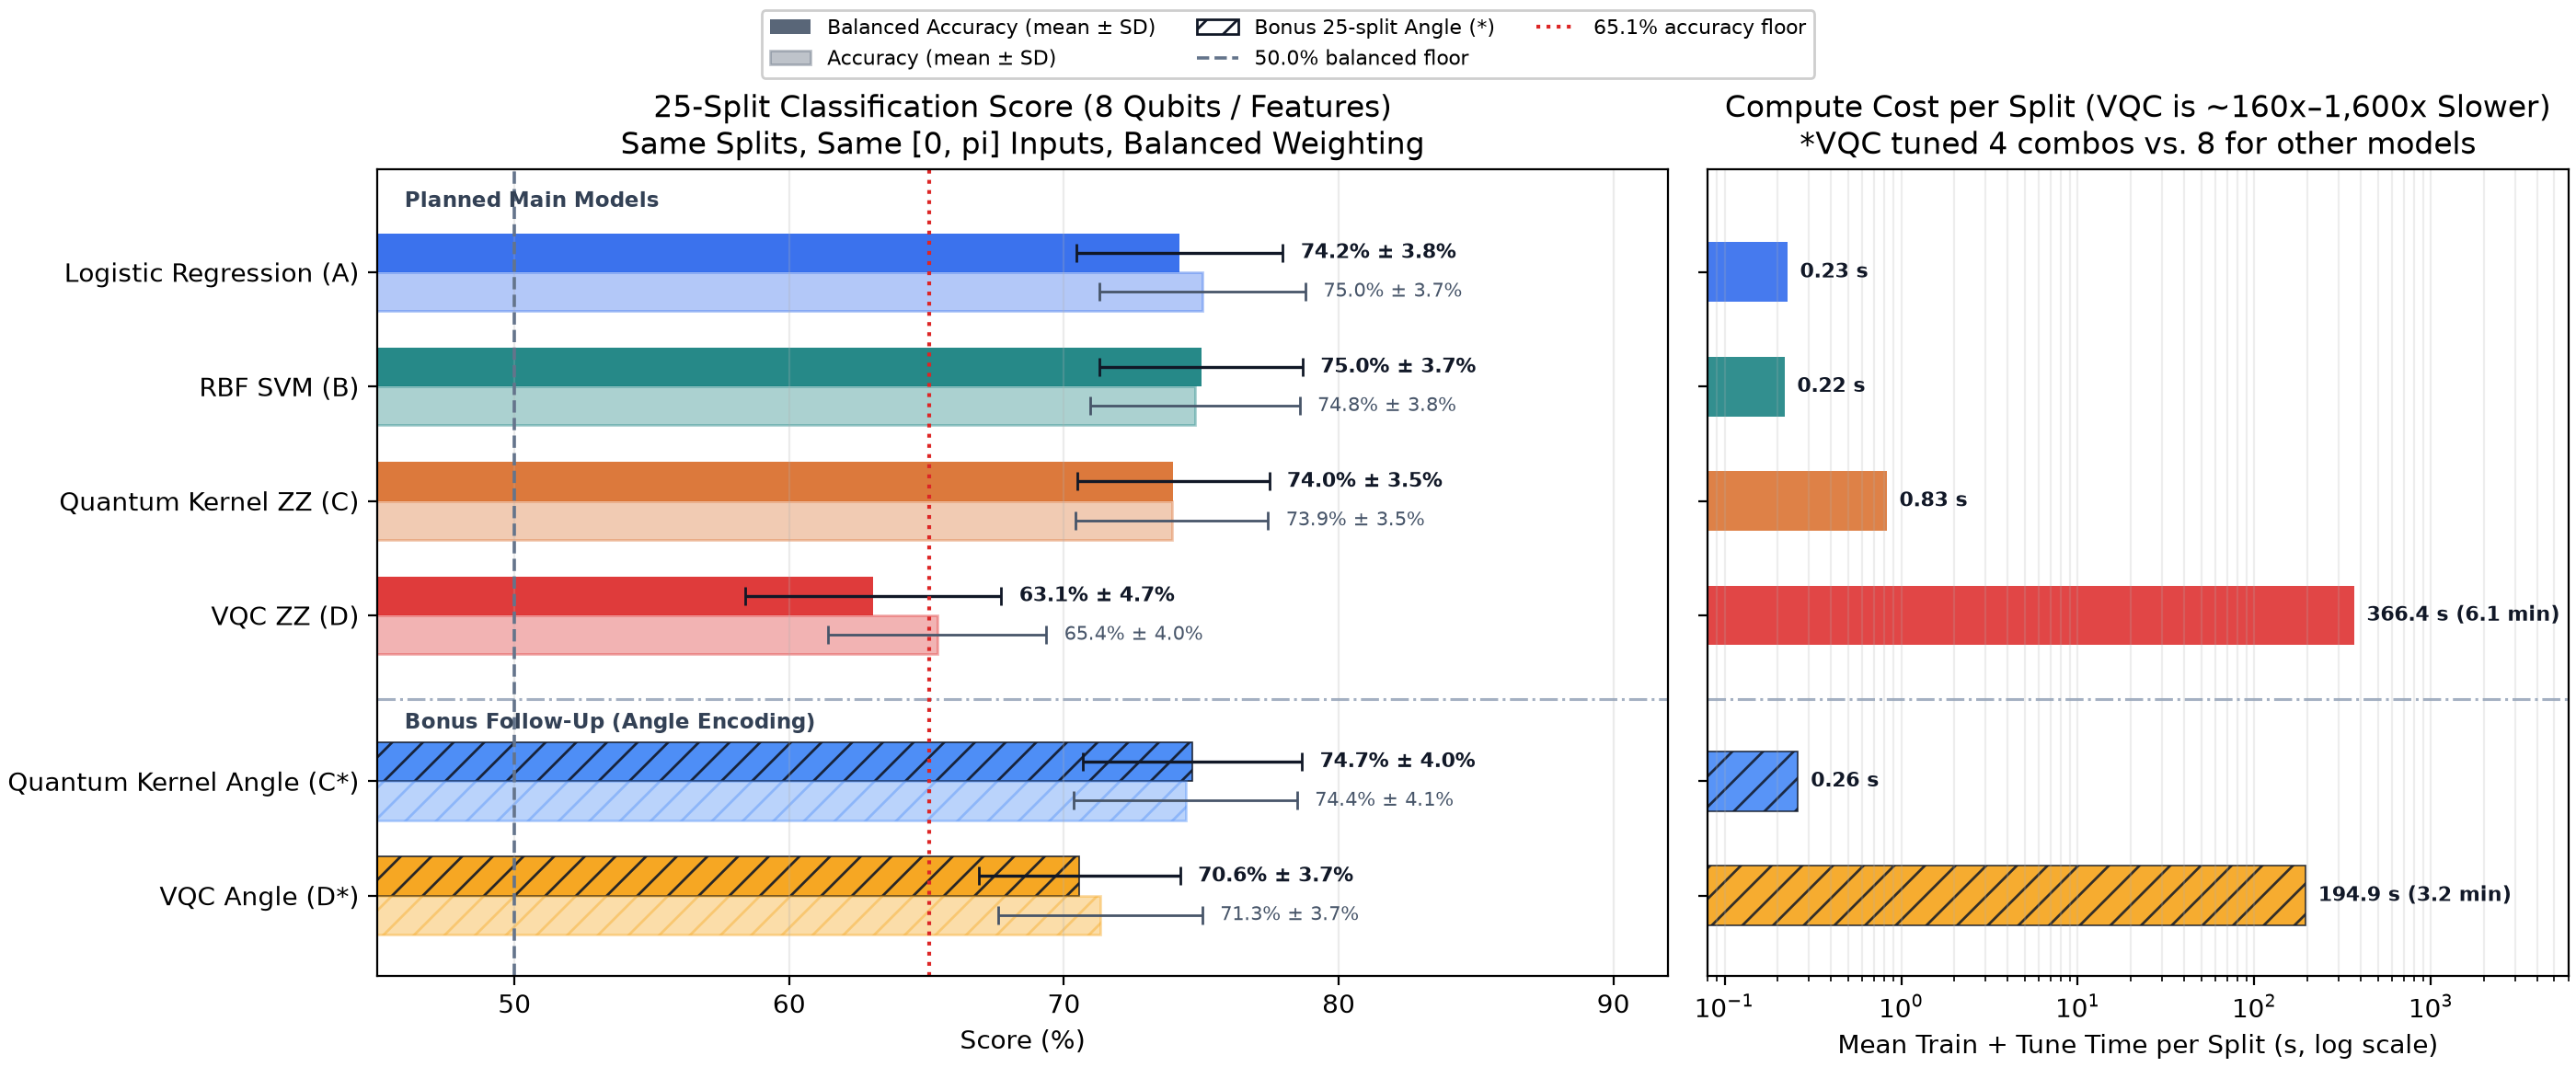 Balanced Accuracy (mean ± SD)
Accuracy (mean ± SD)
Bonus 25-split Angle (*)
50.0% balanced floor
65.1% accuracy floor
25-Split Classification Score (8 Qubits / Features)
Same Splits, Same [0, pi] Inputs, Balanced Weighting
Planned Main Models
Logistic Regression (A)
74.2% ± 3.8%
75.0% ± 3.7%
RBF SVM (B)
75.0% ± 3.7%
74.8% ± 3.8%
Quantum Kernel ZZ (C)
74.0% ± 3.5%
73.9% ± 3.5%
VQC ZZ (D)
63.1% ± 4.7%
65.4% ± 4.0%
Bonus Follow-Up (Angle Encoding)
Quantum Kernel Angle (C*)
74.7% ± 4.0%
74.4% ± 4.1%
VQC Angle (D*)
70.6% ± 3.7%
71.3% ± 3.7%
50 60 70 80 90
Score (%)
Compute Cost per Split (VQC is ~160x–1,600x Slower)
*VQC tuned 4 combos vs. 8 for other models
0.23 s
0.22 s
0.83 s
366.4 s (6.1 min)
0.26 s
194.9 s (3.2 min)
10⁻¹ 10⁰ 10¹ 10² 10³
Mean Train + Tune Time per Split (s, log scale)